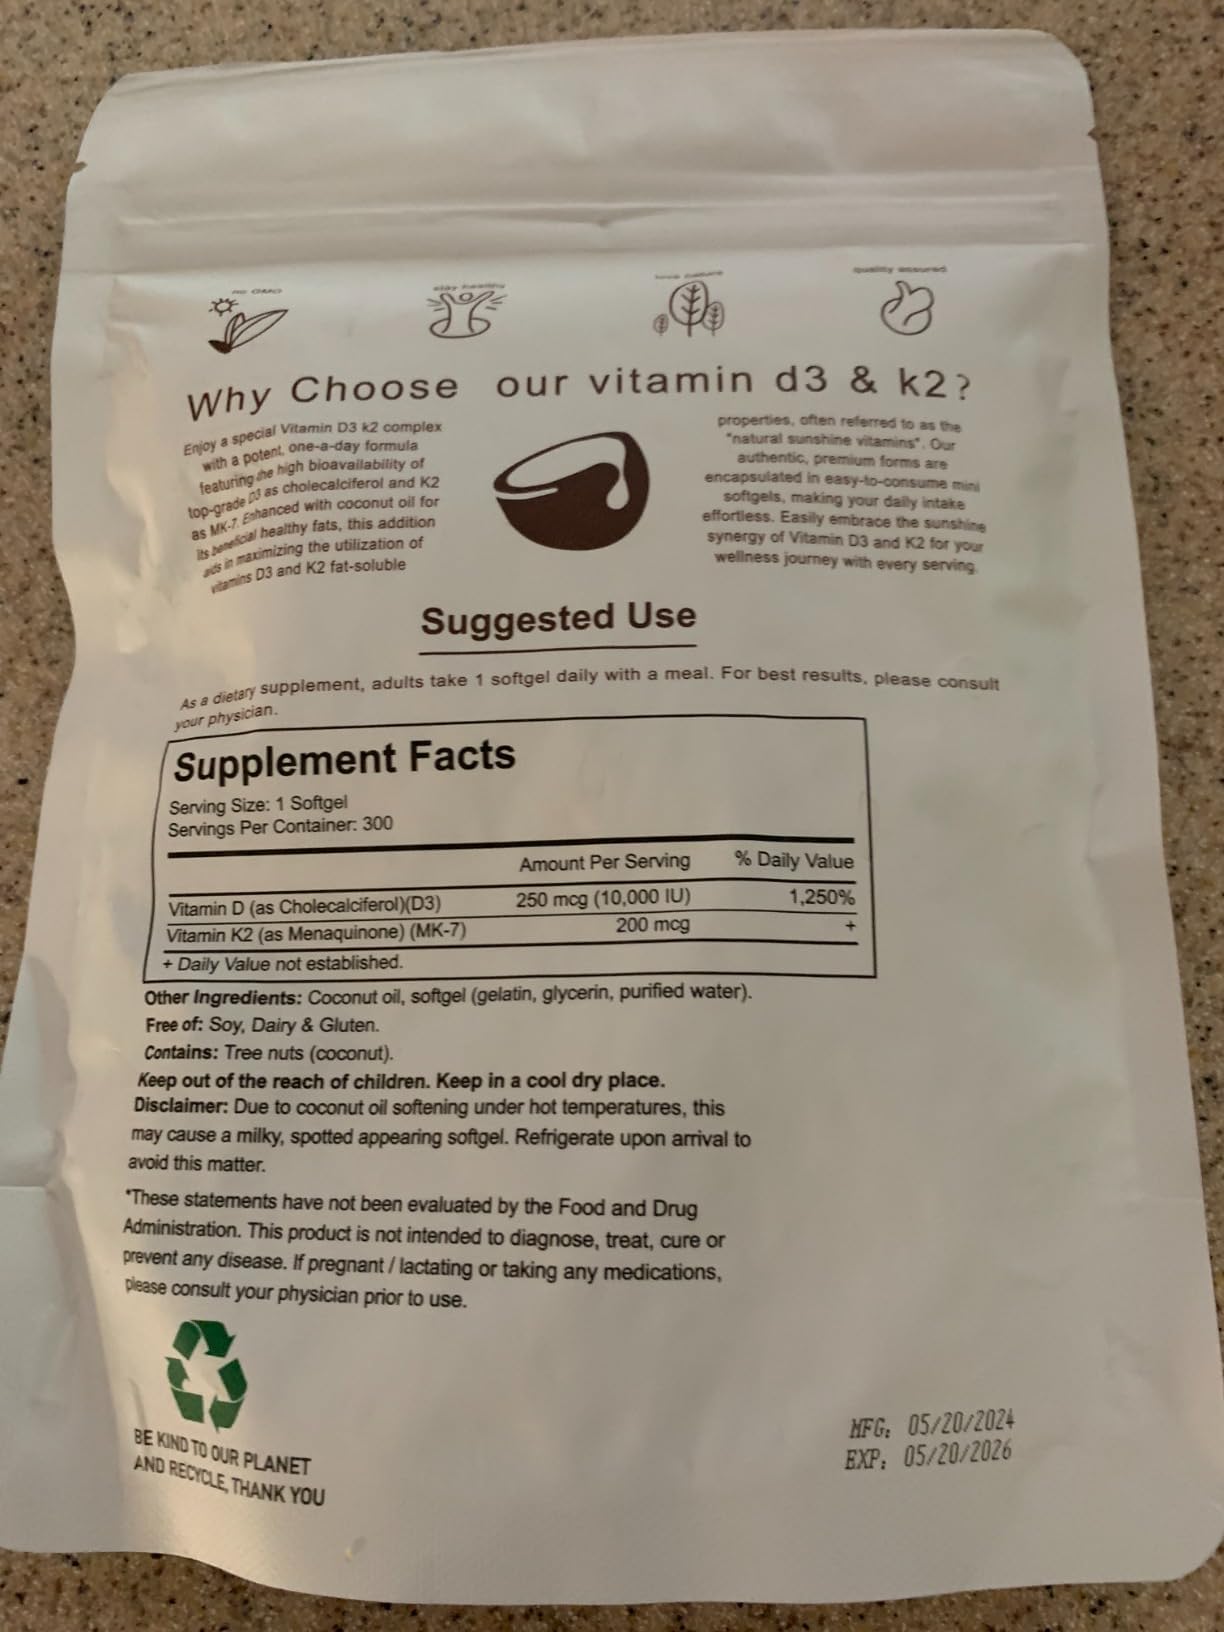 no GMO
stay healthy
love nature
quality assured
Why Choose our vitamin d3 & k2?
Enjoy a special Vitamin D3 k2 complex
with a potent, one-a-day formula
featuring the high bioavailability of
top-grade D3 as cholecalciferol and K2
as MK-7. Enhanced with coconut oil for
Its beneficial healthy fats, this addition
aids in maximizing the utilization of
vitamins D3 and K2 fat-soluble
properties, often referred to as the
"natural sunshine vitamins". Our
authentic, premium forms are
encapsulated in easy-to-consume mini
softgels, making your daily intake
effortless. Easily embrace the sunshine
synergy of Vitamin D3 and K2 for your
wellness journey with every serving.
Suggested Use
As a dietary supplement, adults take 1 softgel daily with a meal. For best results, please consult
your physician.
Supplement Facts
Serving Size: 1 Softgel
Servings Per Container: 300
Amount Per Serving % Daily Value
Vitamin D (as Cholecalciferol)(D3) 250 mcg (10,000 IU) 1,250%
Vitamin K2 (as Menaquinone) (MK-7) 200 mcg +
+ Daily Value not established.
Other Ingredients: Coconut oil, softgel (gelatin, glycerin, purified water).
Free of: Soy, Dairy & Gluten.
Contains: Tree nuts (coconut).
Keep out of the reach of children. Keep in a cool dry place.
Disclaimer: Due to coconut oil softening under hot temperatures, this
may cause a milky, spotted appearing softgel. Refrigerate upon arrival to
avoid this matter.
*These statements have not been evaluated by the Food and Drug
Administration. This product is not intended to diagnose, treat, cure or
prevent any disease. If pregnant / lactating or taking any medications,
please consult your physician prior to use.
BE KIND TO OUR PLANET
AND RECYCLE, THANK YOU
MFG: 05/20/2024
EXP: 05/20/2026